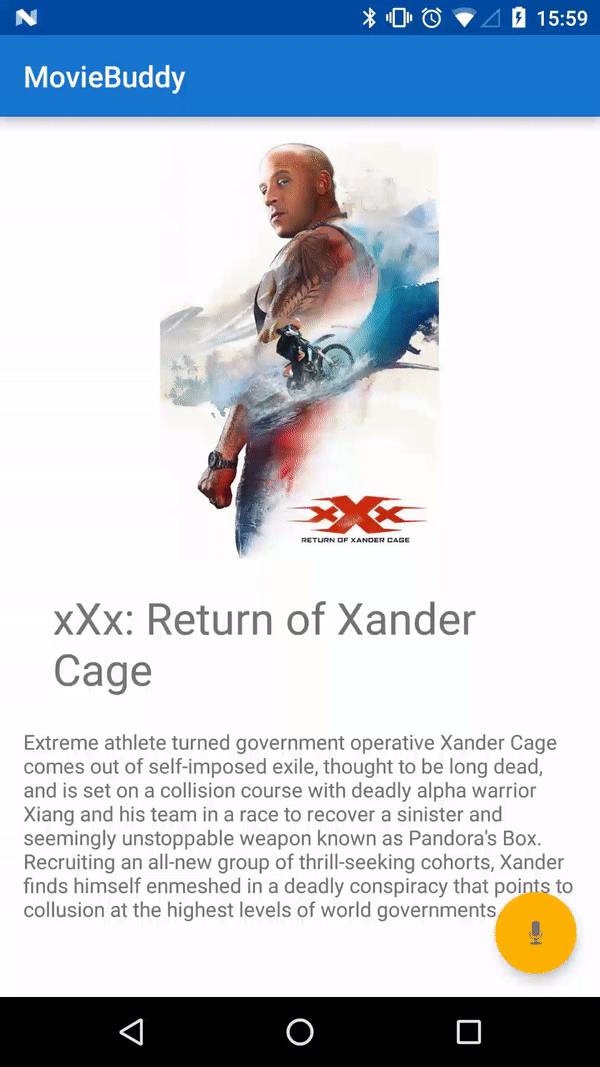 15:59
MovieBuddy
xXx
RETURN OF XANDER CAGE
xXx: Return of Xander
Cage
Extreme athlete turned government operative Xander Cage
comes out of self-imposed exile, thought to be long dead,
and is set on a collision course with deadly alpha warrior
Xiang and his team in a race to recover a sinister and
seemingly unstoppable weapon known as Pandora's Box.
Recruiting an all-new group of thrill-seeking cohorts, Xander
finds himself enmeshed in a deadly conspiracy that points to
collusion at the highest levels of world governments.